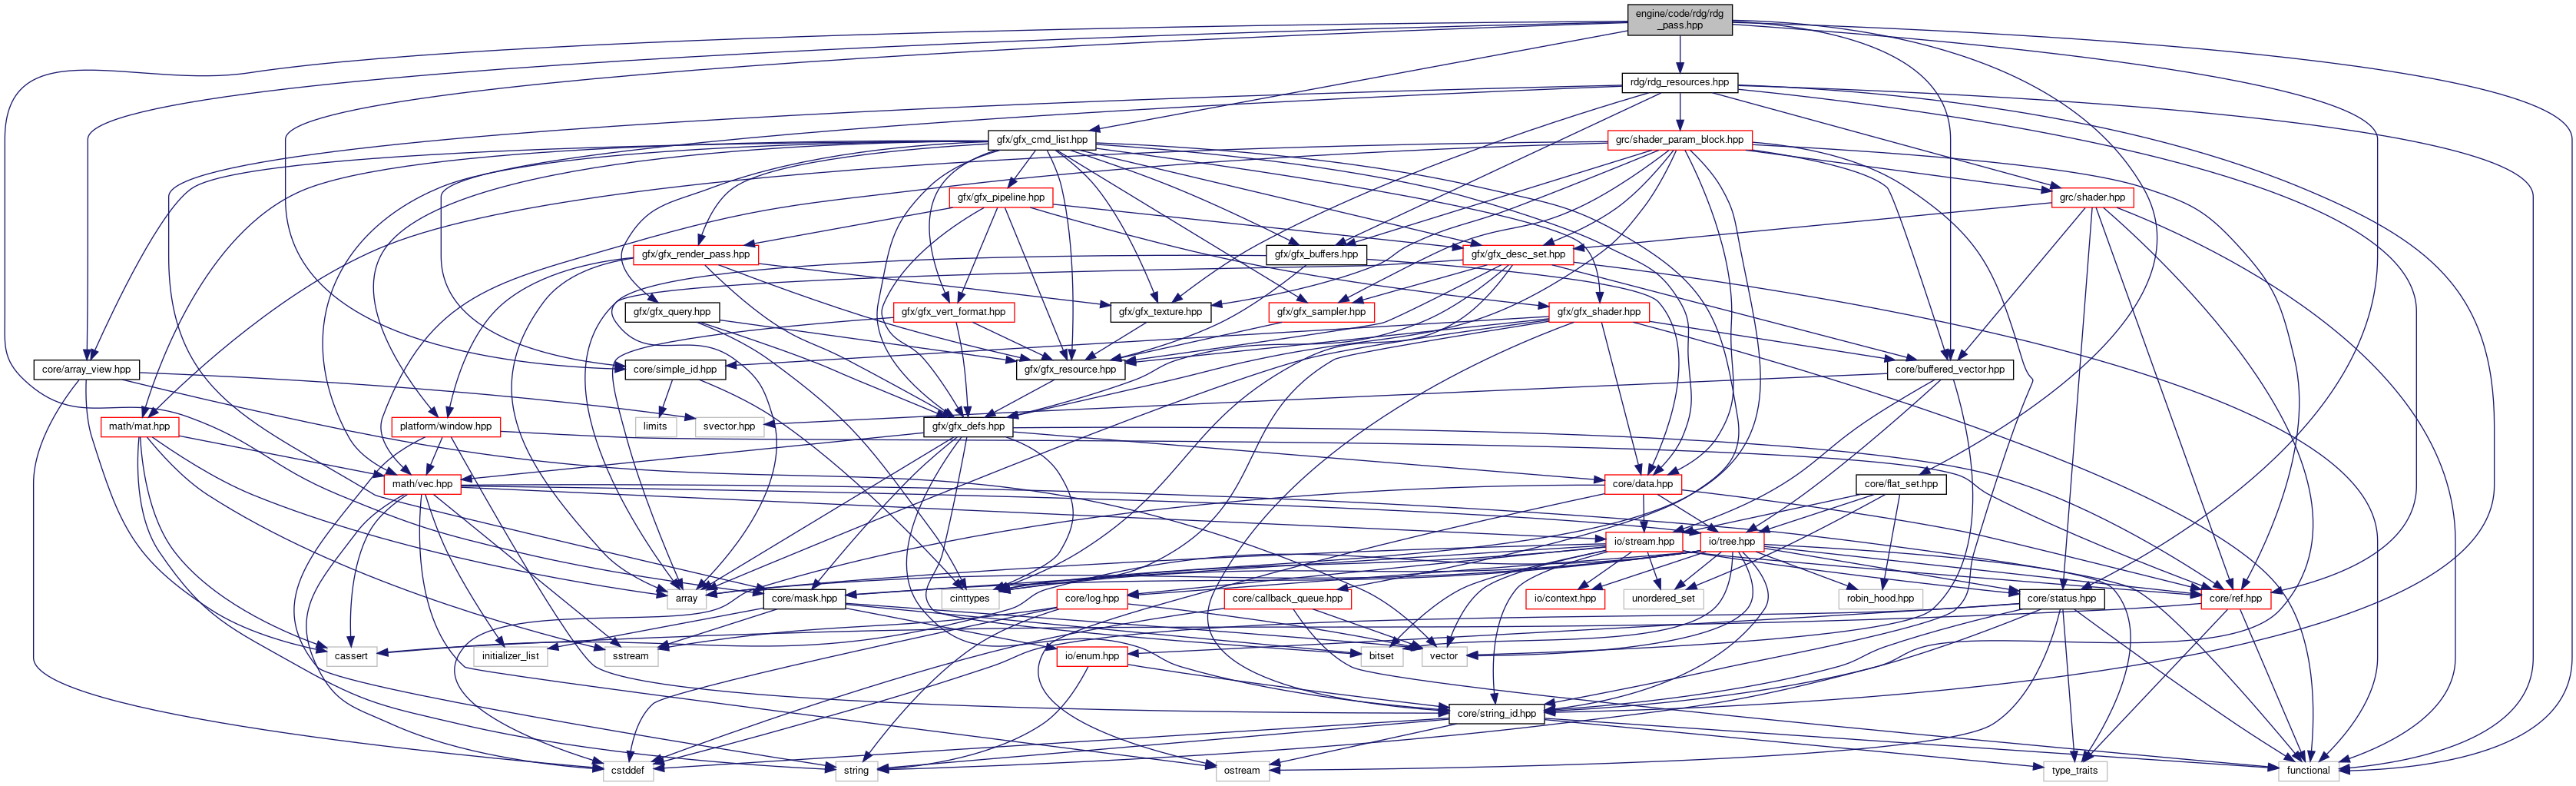 engine/code/rdg/rdg
_pass.hpp
rdg/rdg_resources.hpp
gfx/gfx_cmd_list.hpp
grc/shader_param_block.hpp
gfx/gfx_pipeline.hpp
grc/shader.hpp
gfx/gfx_render_pass.hpp
gfx/gfx_buffers.hpp
gfx/gfx_desc_set.hpp
gfx/gfx_query.hpp
gfx/gfx_vert_format.hpp
gfx/gfx_texture.hpp
gfx/gfx_sampler.hpp
gfx/gfx_shader.hpp
core/array_view.hpp
core/simple_id.hpp
gfx/gfx_resource.hpp
core/buffered_vector.hpp
math/mat.hpp
platform/window.hpp
limits
svector.hpp
gfx/gfx_defs.hpp
math/vec.hpp
core/data.hpp
core/flat_set.hpp
io/stream.hpp
io/tree.hpp
array
core/mask.hpp
cinttypes
core/log.hpp
core/callback_queue.hpp
io/context.hpp
unordered_set
robin_hood.hpp
core/status.hpp
core/ref.hpp
cassert
initializer_list
sstream
io/enum.hpp
bitset
vector
core/string_id.hpp
cstddef
string
ostream
type_traits
functional